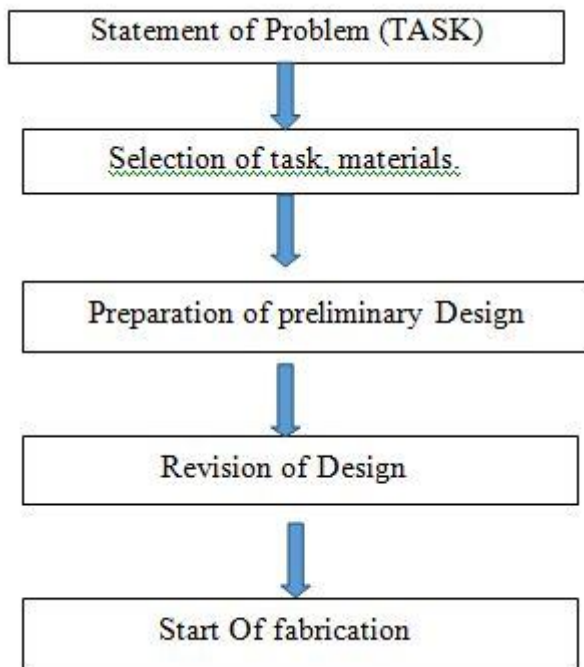 Statement of Problem (TASK)
Selection of task, materials.
Preparation of preliminary Design
Revision of Design
Start Of fabrication